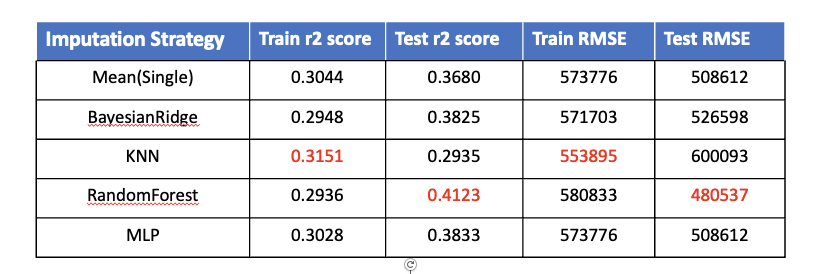 Imputation Strategy Train r2 score Test r2 score Train RMSE Test RMSE
Mean(Single) 0.3044 0.3680 573776 508612
BayesianRidge 0.2948 0.3825 571703 526598
KNN 0.3151 0.2935 553895 600093
RandomForest 0.2936 0.4123 580833 480537
MLP 0.3028 0.3833 573776 508612